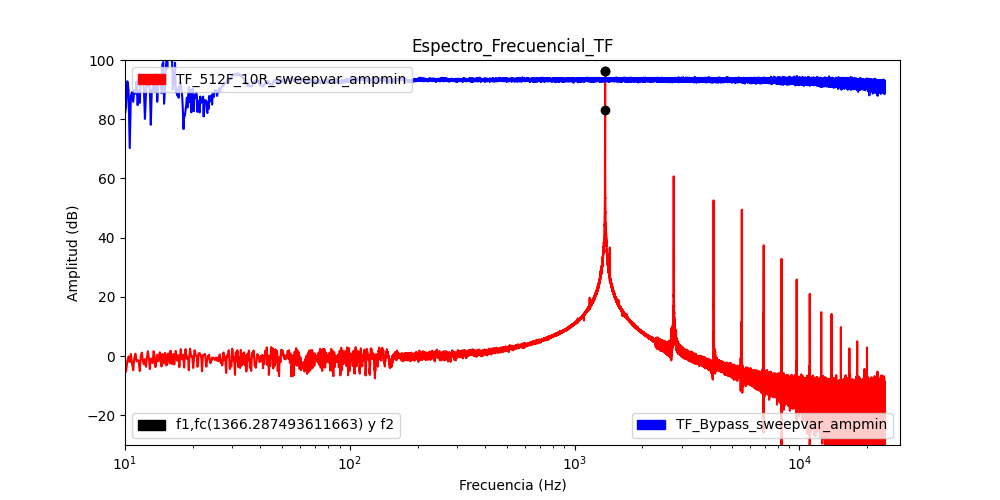 Espectro_Frecuencial_TF
100
80
60
40
20
0
−20
Amplitud (dB)
TF_512F_10R_sweepvar_ampmin
f1,fc(1366.287493611663) y f2
TF_Bypass_sweepvar_ampmin
10¹
10²
10³
10⁴
Frecuencia (Hz)